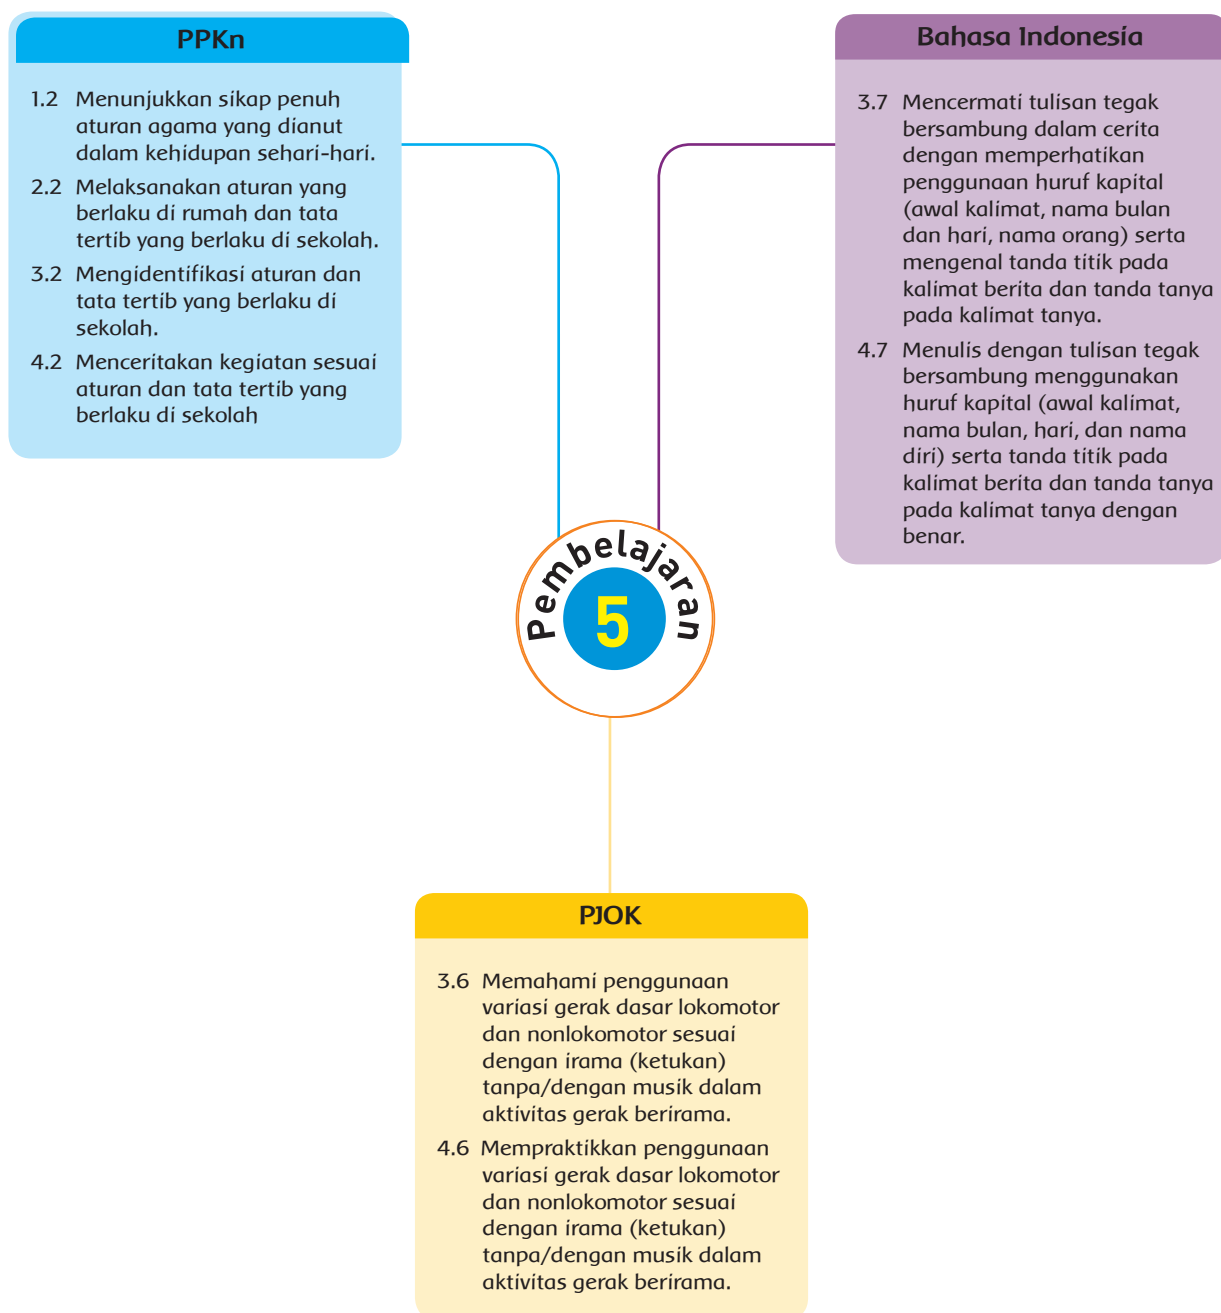 PPKn
1.2 Menunjukkan sikap penuh
aturan agama yang dianut
dalam kehidupan sehari-hari.
2.2 Melaksanakan aturan yang
berlaku di rumah dan tata
tertib yang berlaku di sekolah.
3.2 Mengidentifikasi aturan dan
tata tertib yang berlaku di
sekolah.
4.2 Menceritakan kegiatan sesuai
aturan dan tata tertib yang
berlaku di sekolah
Bahasa Indonesia
3.7 Mencermati tulisan tegak
bersambung dalam cerita
dengan memperhatikan
penggunaan huruf kapital
(awal kalimat, nama bulan
dan hari, nama orang) serta
mengenal tanda titik pada
kalimat berita dan tanda tanya
pada kalimat tanya.
4.7 Menulis dengan tulisan tegak
bersambung menggunakan
huruf kapital (awal kalimat,
nama bulan, hari, dan nama
diri) serta tanda titik pada
kalimat berita dan tanda tanya
pada kalimat tanya dengan
benar.
Pembelajaran
5
PJOK
3.6 Memahami penggunaan
variasi gerak dasar lokomotor
dan nonlokomotor sesuai
dengan irama (ketukan)
tanpa/dengan musik dalam
aktivitas gerak berirama.
4.6 Mempraktikkan penggunaan
variasi gerak dasar lokomotor
dan nonlokomotor sesuai
dengan irama (ketukan)
tanpa/dengan musik dalam
aktivitas gerak berirama.